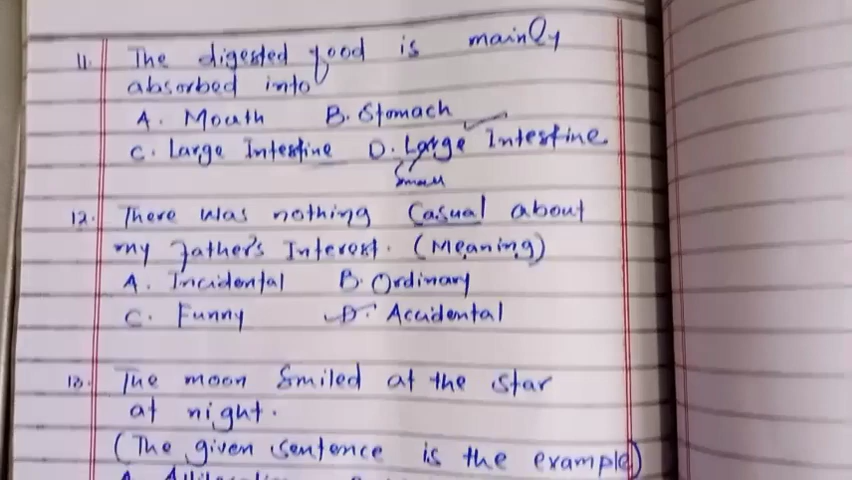 11. The digested food is mainly
absorbed into
A. Mouth B. Stomach
C. Large Intestine D. Large Intestine
Small
12. There was nothing Casual about
my father's Interest. (Meaning)
A. Incidental B. Ordinary
C. Funny D. Accidental
13. The moon Smiled at the star
at night.
(The given sentence is the example)